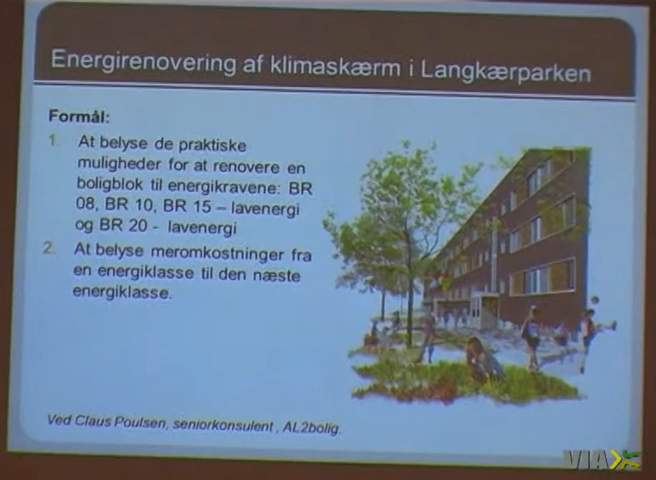 Energirenovering af klimaskærm i Langkærparken
Formål:
1. At belyse de praktiske
muligheder for at renovere en
boligblok til energikravene: BR
08, BR 10, BR 15 – lavenergi
og BR 20 - lavenergi
2. At belyse meromkostninger fra
en energiklasse til den næste
energiklasse.
Ved Claus Poulsen, seniorkonsulent , AL2bolig.
VIA